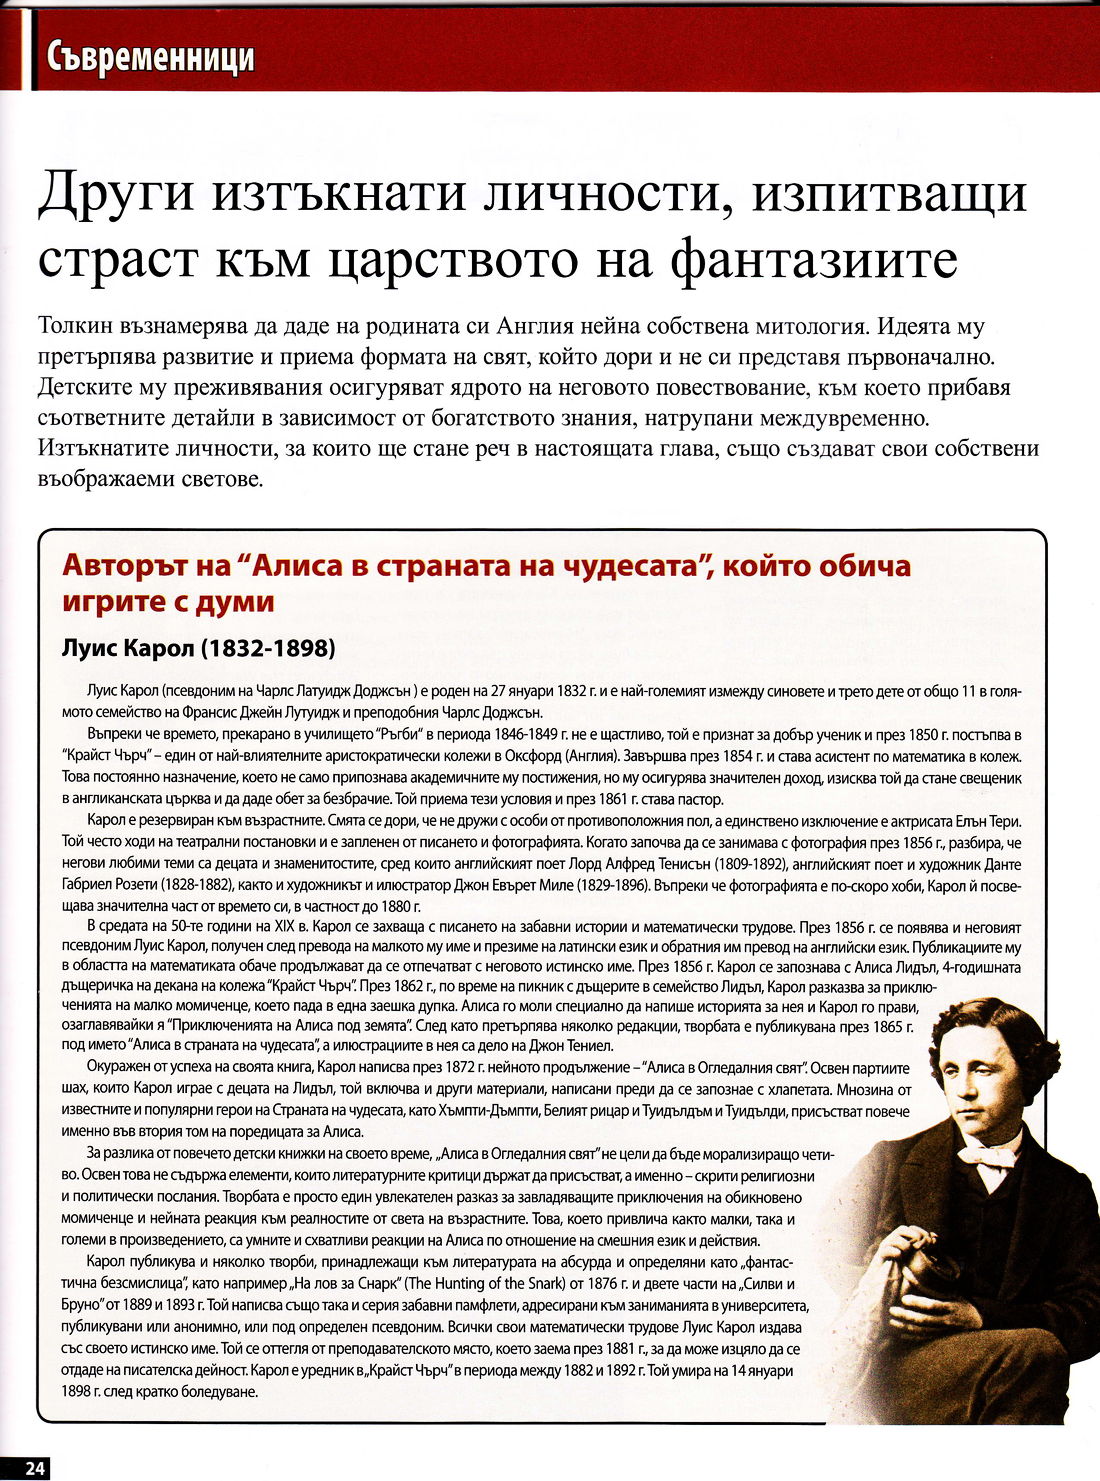 Съвременници
Други изтъкнати личности, изпитващи
страст към царството на фантазиите
Толкин възнамерява да даде на родината си Англия нейна собствена митология. Идеята му
претърпява развитие и приема формата на свят, който дори и не си представя първоначално.
Детските му преживявания осигуряват ядрото на неговото повествование, към което прибавя
съответните детайли в зависимост от богатството знания, натрупани междувременно.
Изтъкнатите личности, за които ще стане реч в настоящата глава, също създават свои собствени
въображаеми светове.
Авторът на “Алиса в страната на чудесата”, който обича
игрите с думи
Луис Карол (1832-1898)
Луис Карол (псевдоним на Чарлс Латуидж Доджсън ) е роден на 27 януари 1832 г. и е най-големият измежду синовете и трето дете от общо 11 в голя-
мото семейство на Франсис Джейн Лутуидж и преподобния Чарлс Доджсън.
Въпреки че времето, прекарано в училището “Ръгби” в периода 1846-1849 г. не е щастливо, той е признат за добър ученик и през 1850 г. постъпва в
“Крайст Чърч” – един от най-влиятелните аристократически колежи в Оксфорд (Англия). Завършва през 1854 г. и става асистент по математика в колеж.
Това постоянно назначение, което не само припознава академичните му постижения, но му осигурява значителен доход, изисква той да стане свещеник
в англиканската църква и да даде обет за безбрачие. Той приема тези условия и през 1861 г. става пастор.
Карол е резервиран към възрастните. Смята се дори, че не дружи с особи от противоположния пол, а единствено изключение е актрисата Елън Тери.
Той често ходи на театрални постановки и е запленен от писането и фотографията. Когато започва да се занимава с фотография през 1856 г., разбира, че
негови любими теми са децата и знаменитостите, сред които английският поет Лорд Алфред Тенисън (1809-1892), английският поет и художник Данте
Габриел Розети (1828-1882), както и художникът и илюстратор Джон Евърет Миле (1829-1896). Въпреки че фотографията е по-скоро хоби, Карол й посве-
щава значителна част от времето си, в частност до 1880 г.
В средата на 50-те години на XIX в. Карол се захваща с писането на забавни истории и математически трудове. През 1856 г. се появява и неговият
псевдоним Луис Карол, получен след превода на малкото му име и презиме на латински език и обратния им превод на английски език. Публикациите му
в областта на математиката обаче продължават да се отпечатват с неговото истинско име. През 1856 г. Карол се запознава с Алиса Лидъл, 4-годишната
дъщеричка на декана на колежа “Крайст Чърч”. През 1862 г., по време на пикник с дъщерите в семейство Лидъл, Карол разказва за приклю-
ченията на малко момиченце, което пада в една заешка дупка. Алиса го моли специално да напише историята за нея и Карол го прави,
озаглавявайки я “Приключенията на Алиса под земята”. След като претърпява няколко редакции, творбата е публикувана през 1865 г.
под името “Алиса в страната на чудесата”, а илюстрациите в нея са дело на Джон Тениел.
Окуражен от успеха на своята книга, Карол написва през 1872 г. нейното продължение – “Алиса в Огледалния свят”. Освен партиите
шах, които Карол играе с децата на Лидъл, той включва и други материали, написани преди да се запознае с хлапетата. Мнозина от
известните и популярни герои на Страната на чудесата, като Хъмпти-Дъмпти, Белият рицар и Туидълдъм и Туидълди, присъстват повече
именно във втория том на поредицата за Алиса.
За разлика от повечето детски книжки на своето време, „Алиса в Огледалния свят” не цели да бъде морализиращо чети-
во. Освен това не съдържа елементи, които литературните критици държат да присъстват, а именно – скрити религиозни
и политически послания. Творбата е просто един увлекателен разказ за завладяващите приключения на обикновено
момиченце и нейната реакция към реалностите от света на възрастните. Това, което привлича както малки, така и
големи в произведението, са умните и схватливи реакции на Алиса по отношение на смешния език и действия.
Карол публикува и няколко творби, принадлежащи към литературата на абсурда и определяни като „фантас-
тична безсмислица”, като например „На лов за Снарк” (The Hunting of the Snark) от 1876 г. и двете части на „Силви и
Бруно” от 1889 и 1893 г. Той написва също така и серия забавни памфлети, адресирани към заниманията в университета,
публикувани или анонимно, или под определен псевдоним. Всички свои математически трудове Луис Карол издава
със своето истинско име. Той се оттегля от преподавателското място, което заема през 1881 г., за да може изцяло да се
отдаде на писателска дейност. Карол е уредник в „Крайст Чърч” в периода между 1882 и 1892 г. Той умира на 14 януари
1898 г. след кратко боледуване.
24